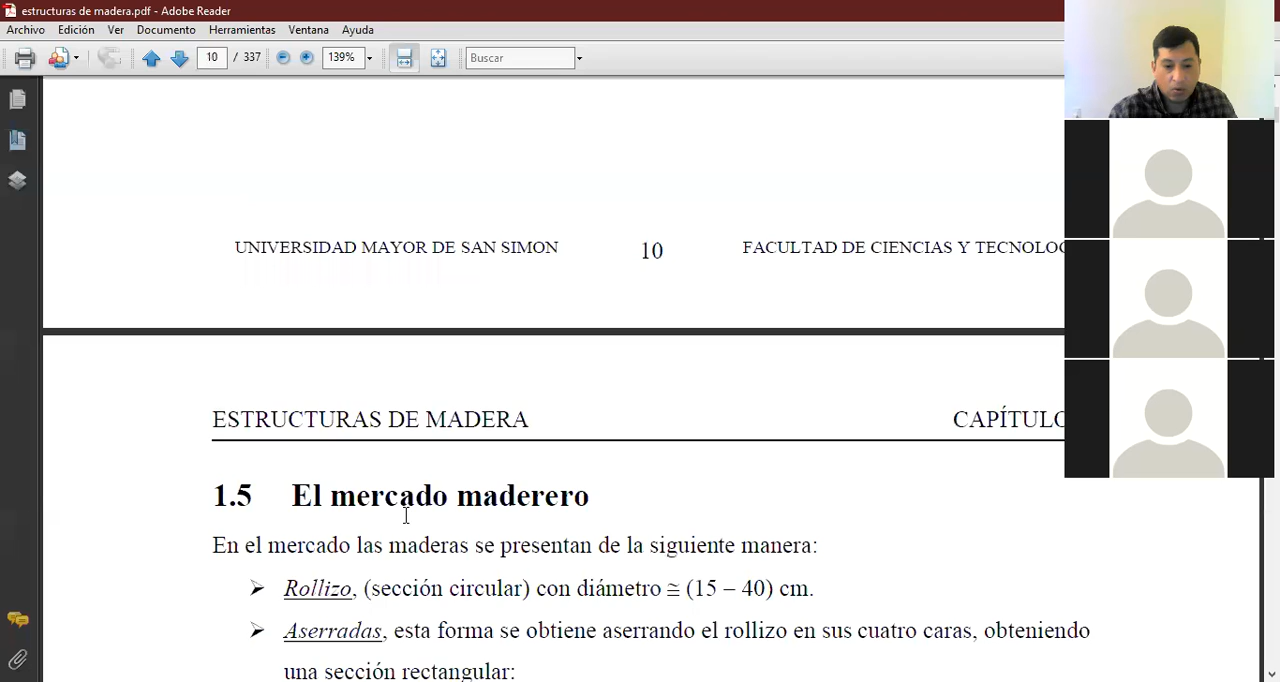 estructuras de madera.pdf - Adobe Reader
Archivo Edición Ver Documento Herramientas Ventana Ayuda
10 / 337 139% Buscar
UNIVERSIDAD MAYOR DE SAN SIMON 10 FACULTAD DE CIENCIAS Y TECNOLOG
ESTRUCTURAS DE MADERA CAPÍTULO
1.5 El mercado maderero
En el mercado las maderas se presentan de la siguiente manera:
➢ Rollizo, (sección circular) con diámetro ≅ (15 – 40) cm.
➢ Aserradas, esta forma se obtiene aserrando el rollizo en sus cuatro caras, obteniendo
una sección rectangular: